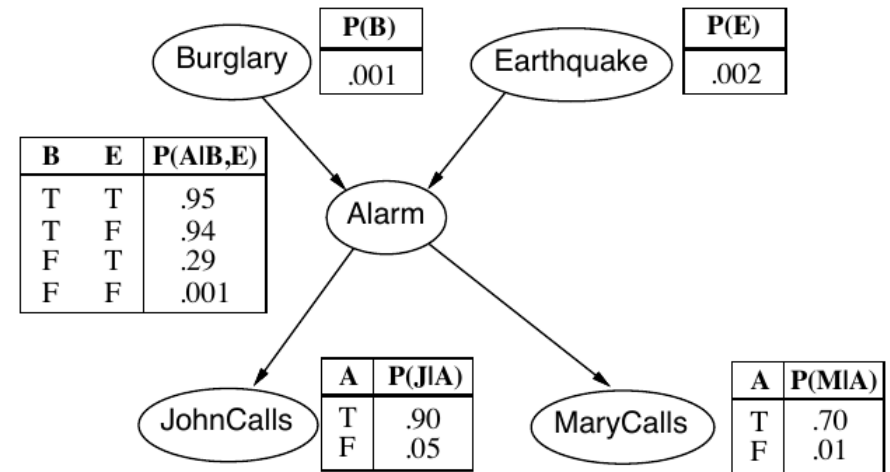 Burglary
P(B)
.001
Earthquake
P(E)
.002
B E P(A|B,E)
T T .95
T F .94
F T .29
F F .001
Alarm
JohnCalls
A P(J|A)
T .90
F .05
MaryCalls
A P(M|A)
T .70
F .01